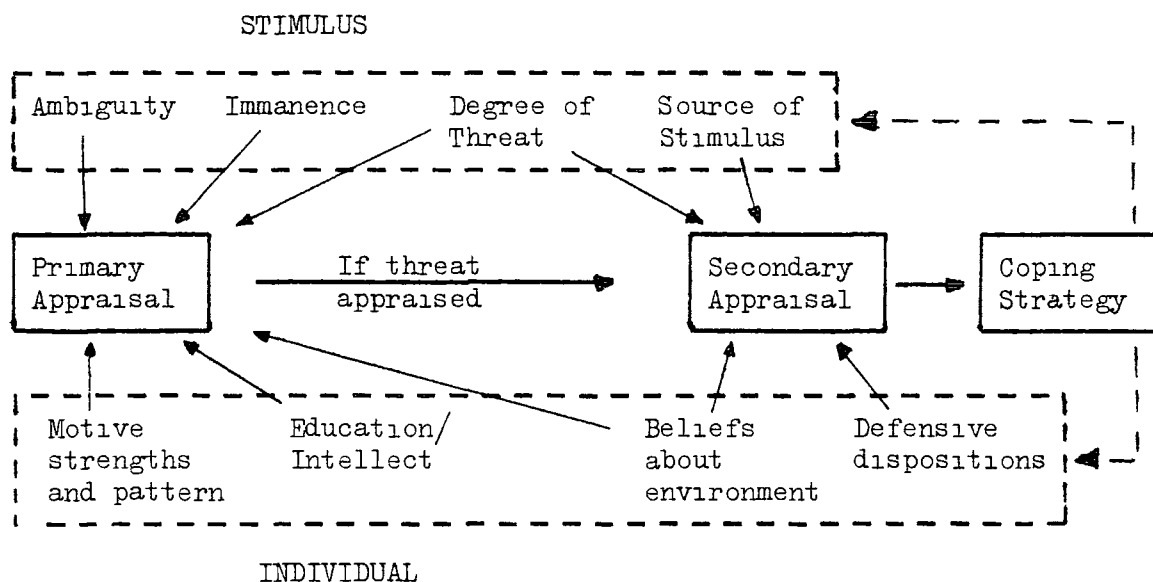 STIMULUS
Ambiguity
Immanence
Degree of
Threat
Source of
Stimulus
Primary
Appraisal
If threat
appraised
Secondary
Appraisal
Coping
Strategy
Motive
strengths
and pattern
Education/
Intellect
Beliefs
about
environment
Defensive
dispositions
INDIVIDUAL